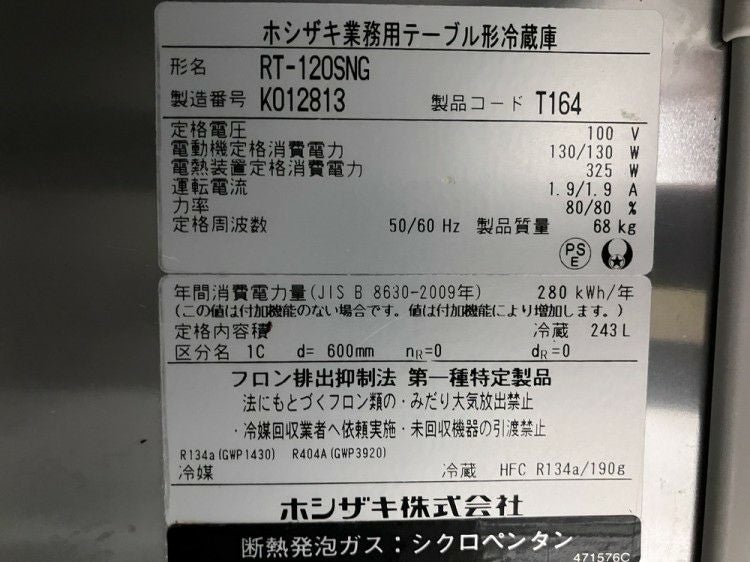 ホシザキ業務用テーブル形冷蔵庫
形名 RT-120SNG
製造番号 K012813 製品コード T164
定格電圧 100 V
電動機定格消費電力 130/130 W
電熱装置定格消費電力 325 W
運転電流 1.9/1.9 A
力率 80/80 %
定格周波数 50/60 Hz 製品質量 68 kg
PS
E
年間消費電力量(JIS B 8630-2009年) 280 kWh/年
(この値は付加機能のない場合です。値は付加機能により増加します。)
定格内容積 冷蔵 243L
区分名 1C d= 600mm nR=0 dR=0
フロン排出抑制法 第一種特定製品
法にもとづくフロン類の・みだり大気放出禁止
・冷媒回収業者へ依頼実施・未回収機器の引渡禁止
R134a(GWP1430) R404A(GWP3920)
冷媒 冷蔵 HFC R134a/190g
ホシザキ株式会社
断熱発泡ガス：シクロペンタン
471576C